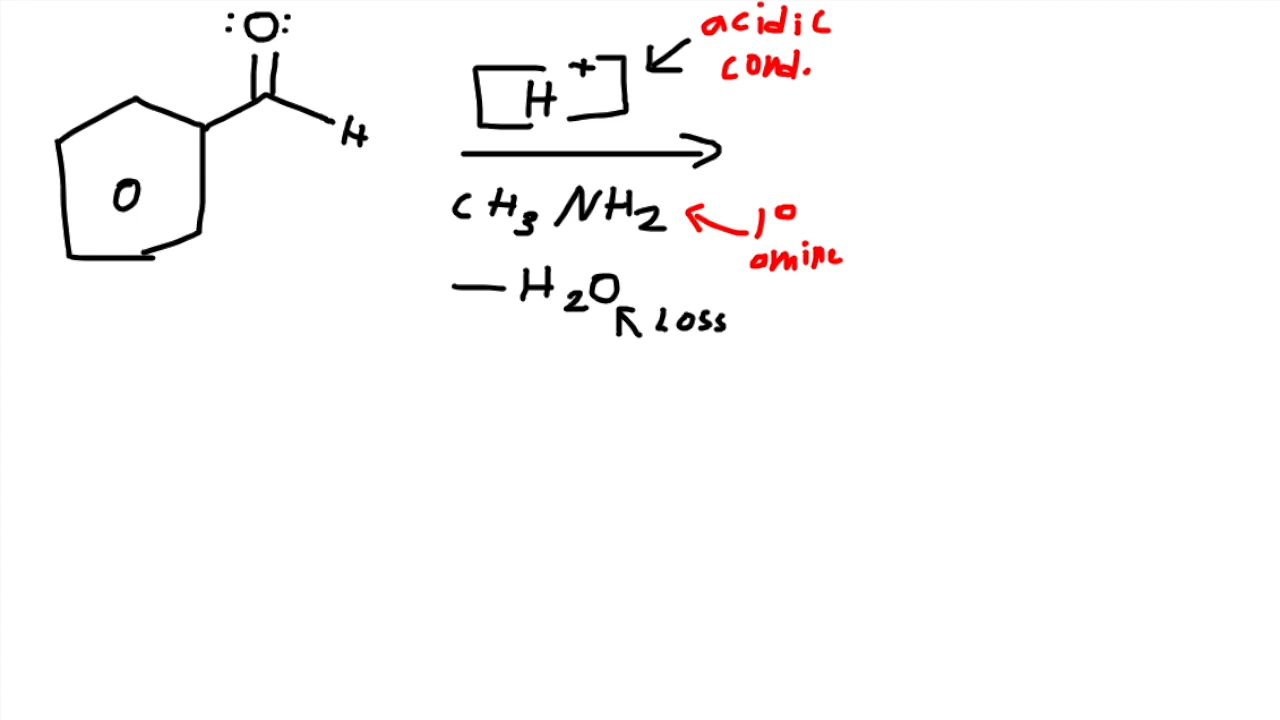 :O:
H
O
[H+]
acidic
cond.
CH3NH2
1°
amine
— H2O
Loss